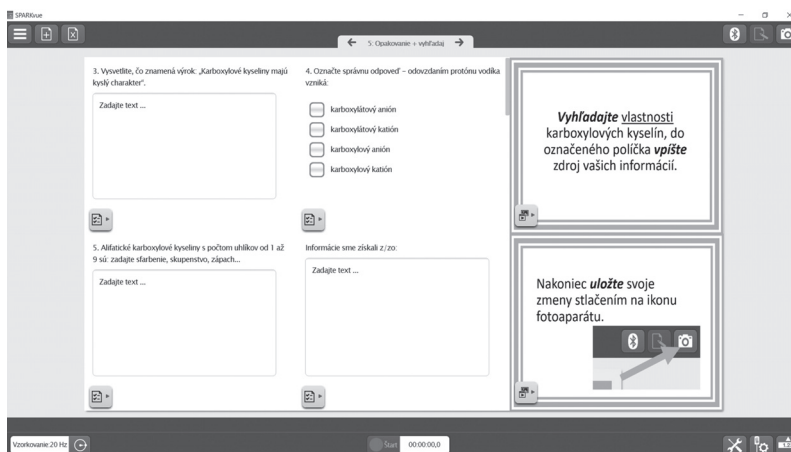 SPARKvue
5: Opakovanie + vyhľadaj
3. Vysvetlite, čo znamená výrok: „Karboxylové kyseliny majú
kyslý charakter“.
Zadajte text ...
4. Označte správnu odpoveď – odovzdaním protónu vodíka
vzniká:
karboxylátový anión
karboxylátový katión
karboxylový anión
karboxylový katión
Vyhľadajte vlastnosti
karboxylových kyselín, do
označeného políčka vpíšte
zdroj vašich informácií.
5. Alifatické karboxylové kyseliny s počtom uhlíkov od 1 až
9 sú: zadajte sfarbenie, skupenstvo, zápach...
Zadajte text ...
Informácie sme získali z/zo:
Zadajte text ...
Nakoniec uložte svoje
zmeny stlačením na ikonu
fotoaparátu.
Vzorkovanie:20 Hz
Štart
00:00:00,0